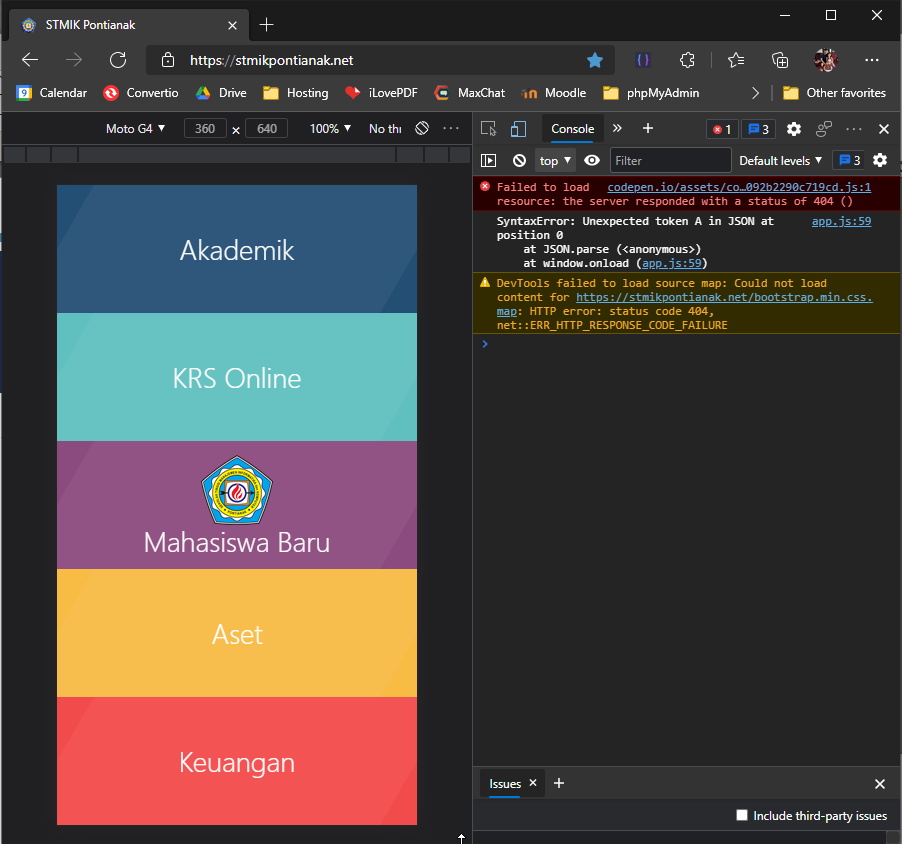 STMIK Pontianak
https://stmikpontianak.net
Calendar
Convertio
Drive
Hosting
iLovePDF
MaxChat
Moodle
phpMyAdmin
Other favorites
Moto G4 ▼
360 × 640
100% ▼
No thr
Console
1
3
top ▼
Filter
Default levels ▼
3
Akademik
KRS Online
Mahasiswa Baru
Aset
Keuangan
Failed to load codepen.io/assets/co…092b2290c719cd.js:1
resource: the server responded with a status of 404 ()
SyntaxError: Unexpected token A in JSON at app.js:59
position 0
at JSON.parse (<anonymous>)
at window.onload (app.js:59)
DevTools failed to load source map: Could not load
content for https://stmikpontianak.net/bootstrap.min.css.
map: HTTP error: status code 404,
net::ERR_HTTP_RESPONSE_CODE_FAILURE
Issues
Include third-party issues